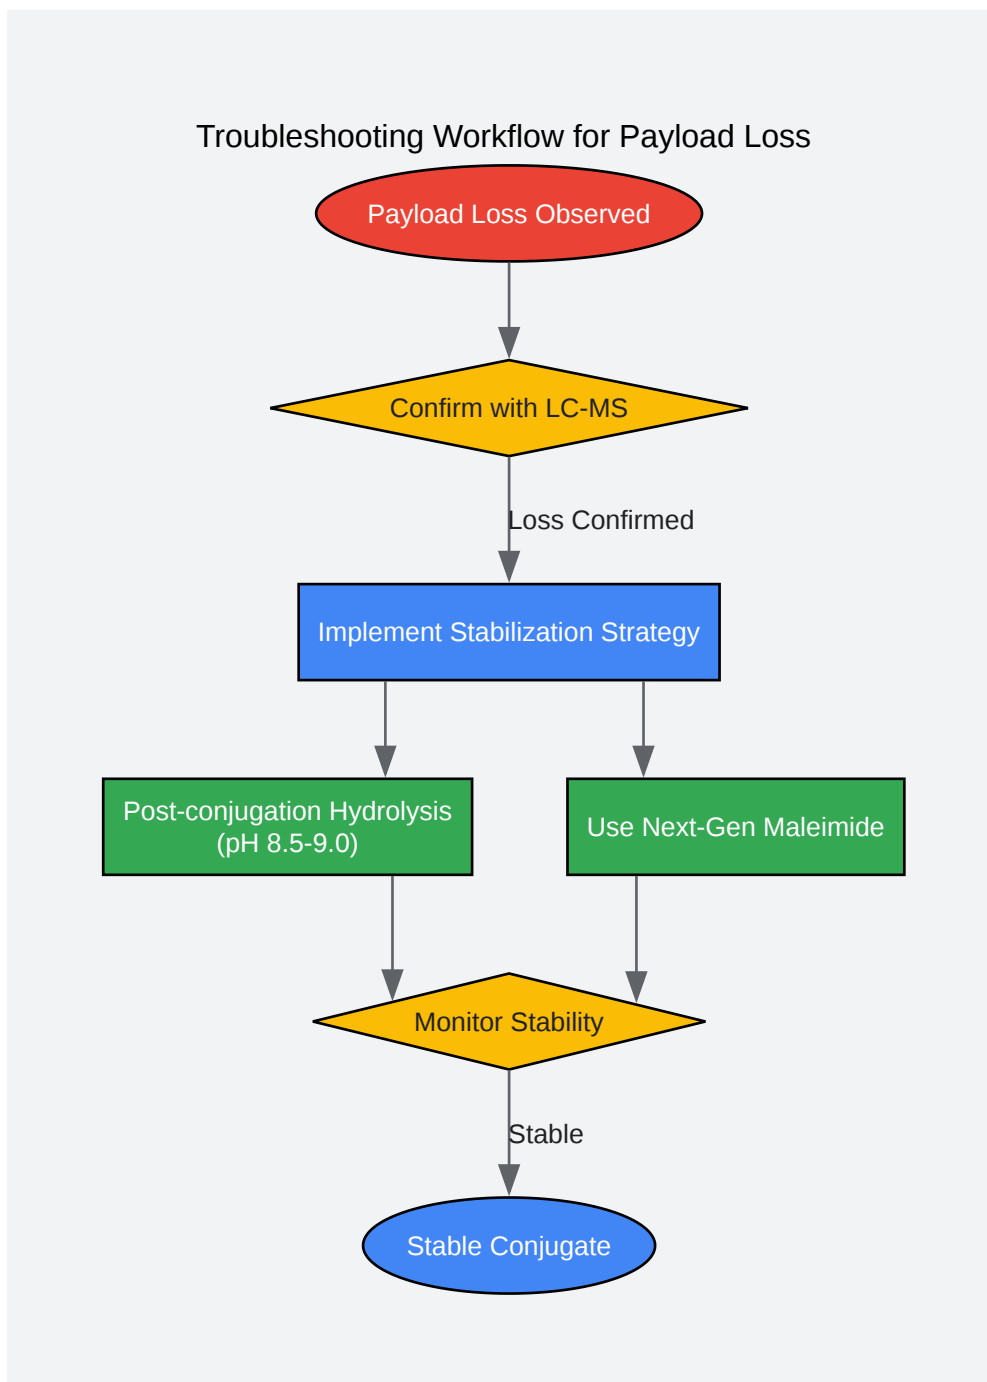 Troubleshooting Workflow for Payload Loss
Payload Loss Observed
Confirm with LC-MS
Loss Confirmed
Implement Stabilization Strategy
Post-conjugation Hydrolysis
(pH 8.5-9.0)
Use Next-Gen Maleimide
Monitor Stability
Stable
Stable Conjugate